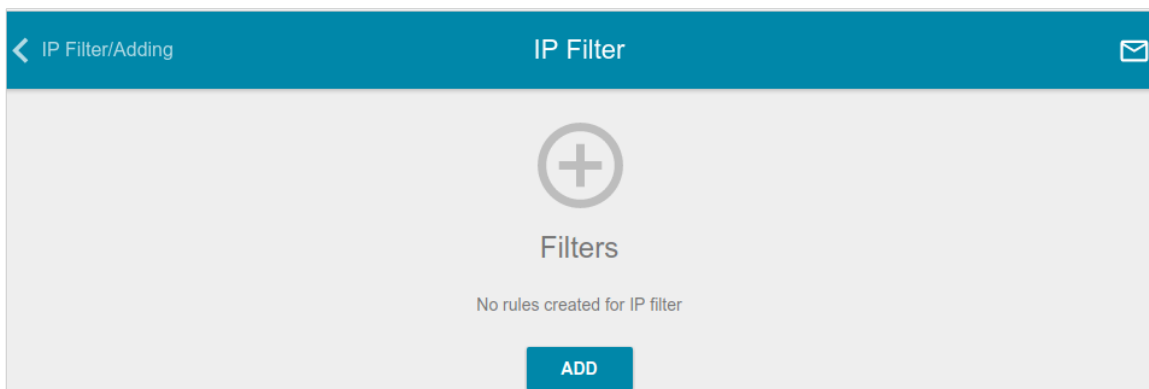 IP Filter/Adding
IP Filter
Filters
No rules created for IP filter
ADD